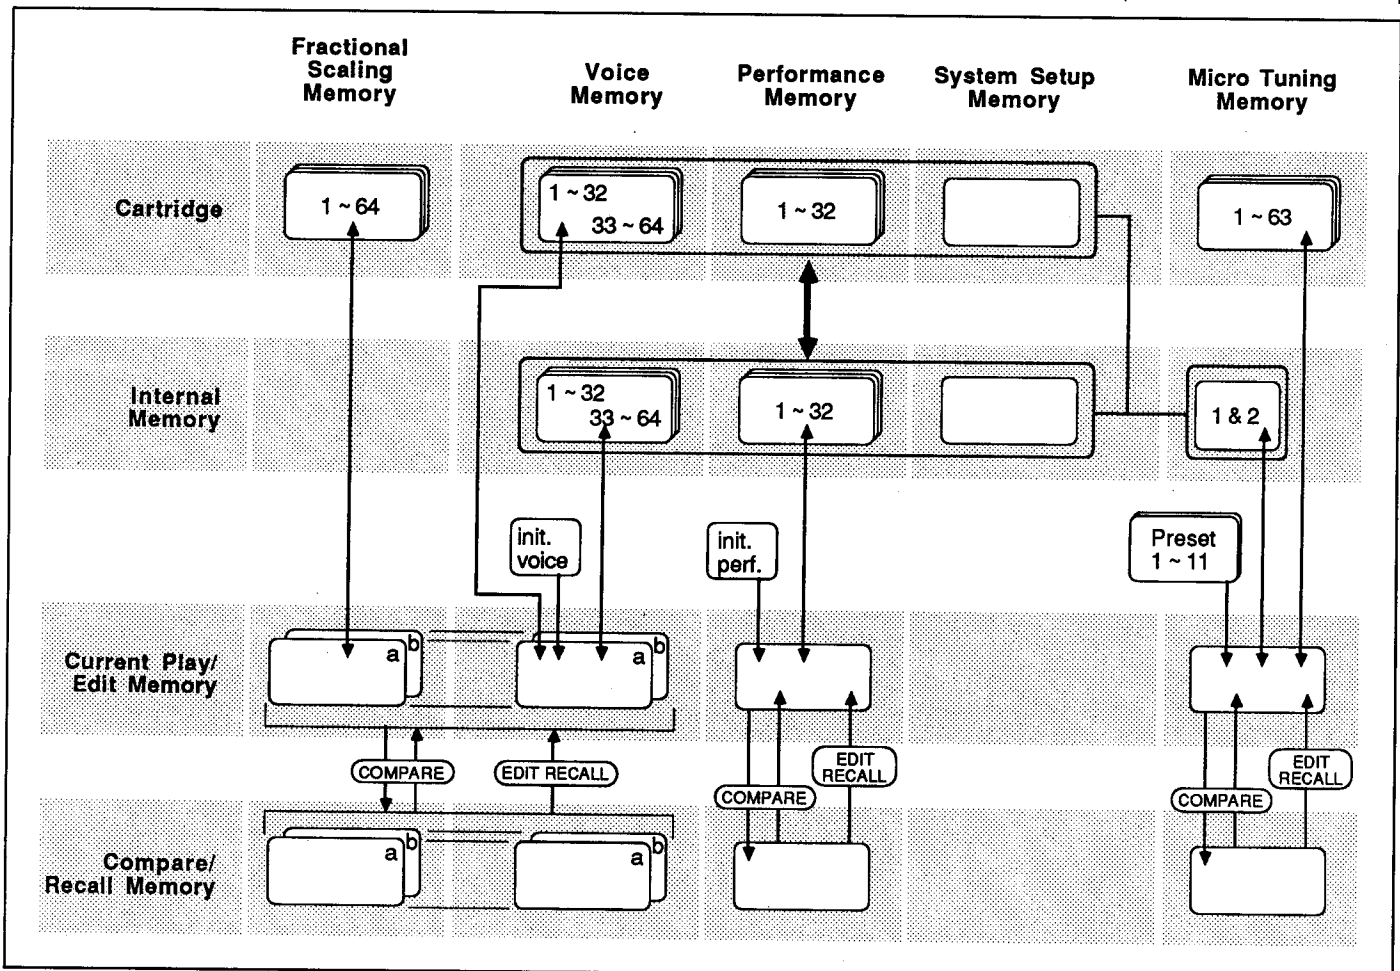 Fractional
Scaling
Memory
Voice
Memory
Performance
Memory
System Setup
Memory
Micro Tuning
Memory
Cartridge
1 ~ 64
1 ~ 32
33 ~ 64
1 ~ 32
1 ~ 63
Internal
Memory
1 ~ 32
33 ~ 64
1 ~ 32
1 & 2
init.
voice
init.
perf.
Preset
1 ~ 11
Current Play/
Edit Memory
a
b
a
b
COMPARE
EDIT RECALL
COMPARE
EDIT
RECALL
COMPARE
EDIT
RECALL
Compare/
Recall Memory
a
b
a
b